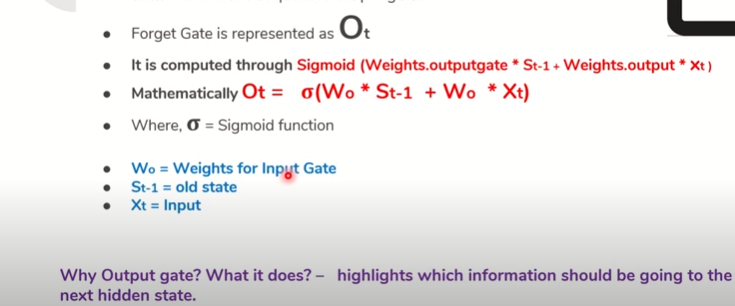 Forget Gate is represented as Ot
It is computed through Sigmoid (Weights.outputgate * St-1 + Weights.output * Xt)
Mathematically Ot = σ(Wo * St-1 + Wo * Xt)
Where, σ = Sigmoid function
Wo = Weights for Input Gate
St-1 = old state
Xt = Input
Why Output gate? What it does? – highlights which information should be going to the
next hidden state.